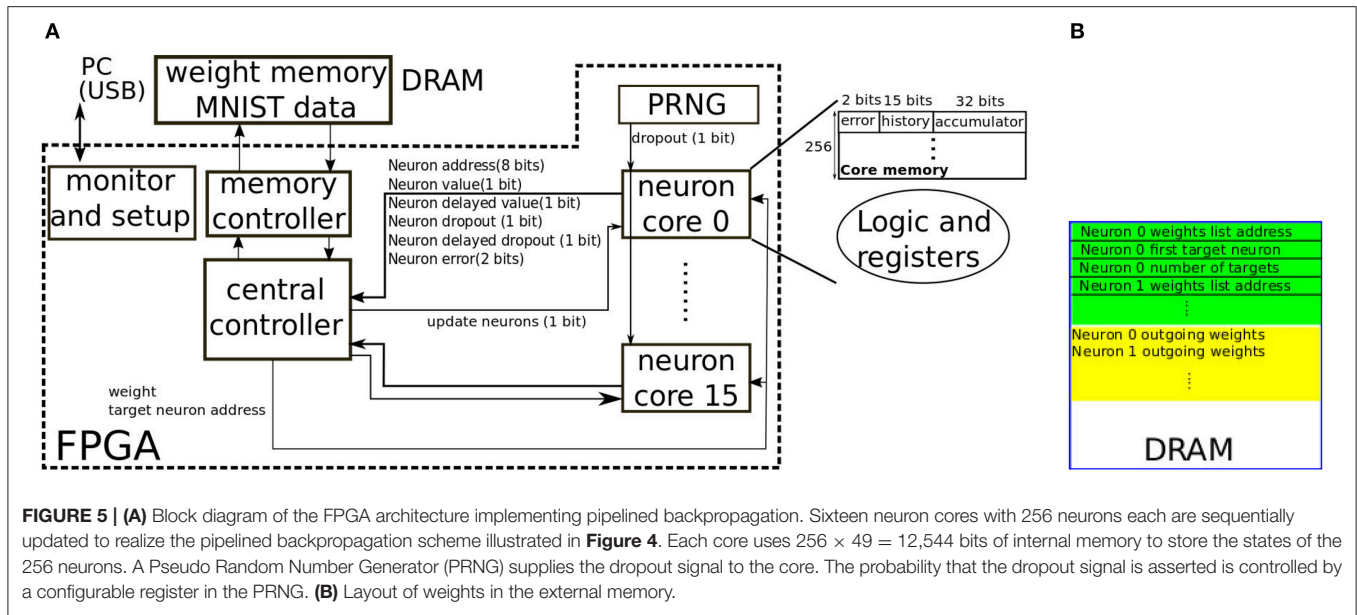 A
B
PC
(USB)
weight memory
MNIST data
DRAM
PRNG
dropout (1 bit)
2 bits 15 bits 32 bits
error history accumulator
256
Core memory
monitor
and setup
memory
controller
Neuron address(8 bits)
Neuron value(1 bit)
Neuron delayed value(1 bit)
Neuron dropout (1 bit)
Neuron delayed dropout (1 bit)
Neuron error(2 bits)
neuron
core 0
Logic and
registers
central
controller
update neurons (1 bit)
neuron
core 15
weight
target neuron address
FPGA
Neuron 0 weights list address
Neuron 0 first target neuron
Neuron 0 number of targets
Neuron 1 weights list address
Neuron 0 outgoing weights
Neuron 1 outgoing weights
DRAM
FIGURE 5 | (A) Block diagram of the FPGA architecture implementing pipelined backpropagation. Sixteen neuron cores with 256 neurons each are sequentially
updated to realize the pipelined backpropagation scheme illustrated in Figure 4. Each core uses 256 × 49 = 12,544 bits of internal memory to store the states of the
256 neurons. A Pseudo Random Number Generator (PRNG) supplies the dropout signal to the core. The probability that the dropout signal is asserted is controlled by
a configurable register in the PRNG. (B) Layout of weights in the external memory.